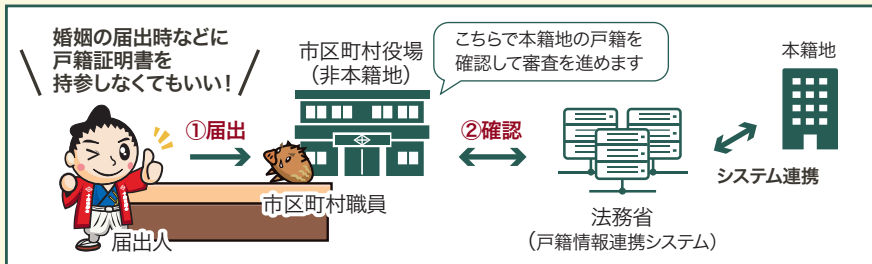 婚姻の届出時などに
戸籍証明書を
持参しなくてもいい！
届出人
①届出
市区町村役場
（非本籍地）
市区町村職員
こちらで本籍地の戸籍を
確認して審査を進めます
②確認
法務省
（戸籍情報連携システム）
システム連携
本籍地